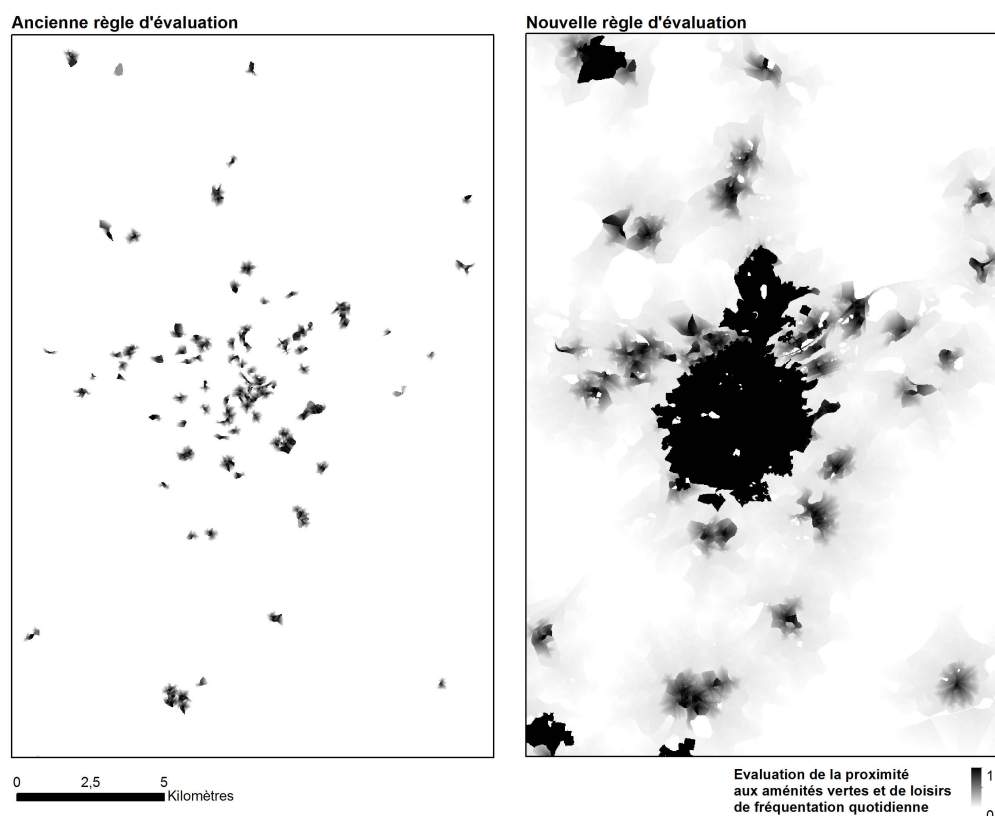 Ancienne règle d'évaluation
Nouvelle règle d'évaluation
0 2,5 5
Kilomètres
Evaluation de la proximité
aux aménités vertes et de loisirs
de fréquentation quotidienne
1
0